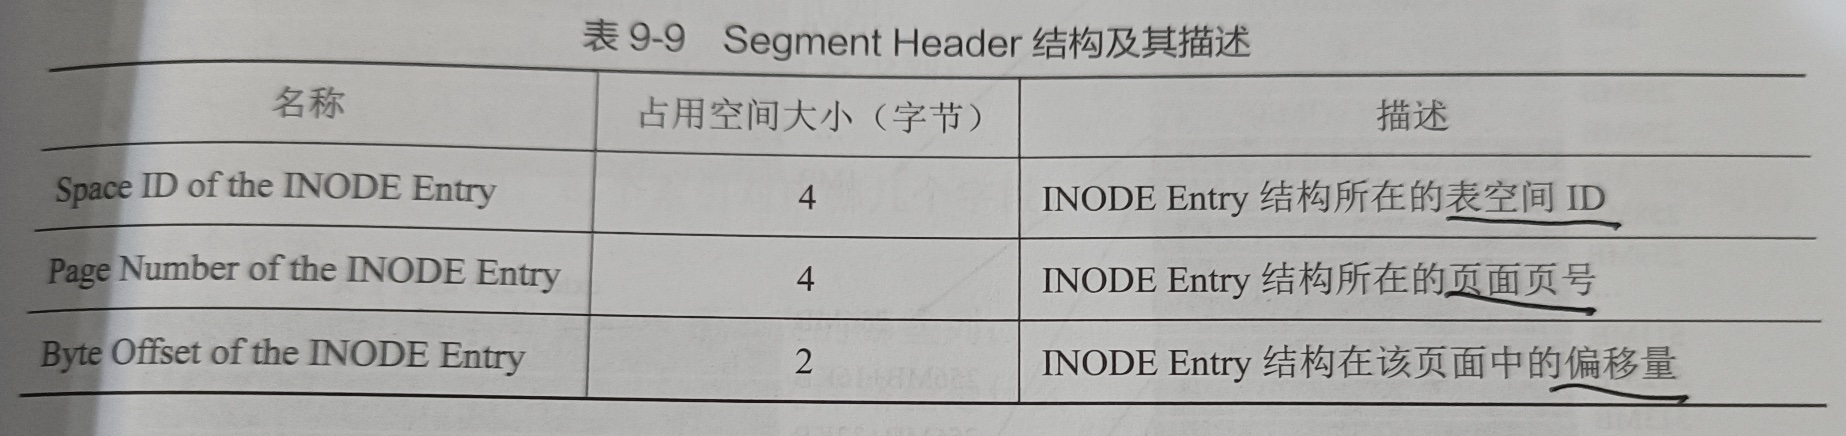 表 9-9 Segment Header 结构及其描述
名称 占用空间大小（字节） 描述
Space ID of the INODE Entry 4 INODE Entry 结构所在的表空间 ID
Page Number of the INODE Entry 4 INODE Entry 结构所在的页面页号
Byte Offset of the INODE Entry 2 INODE Entry 结构在该页面中的偏移量